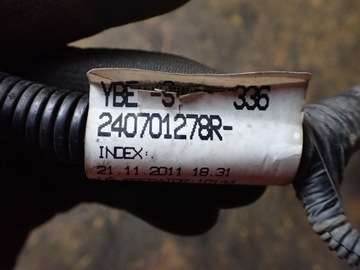 YBE -S 336
240701278R-
INDEX:
21.11.2011 18.31